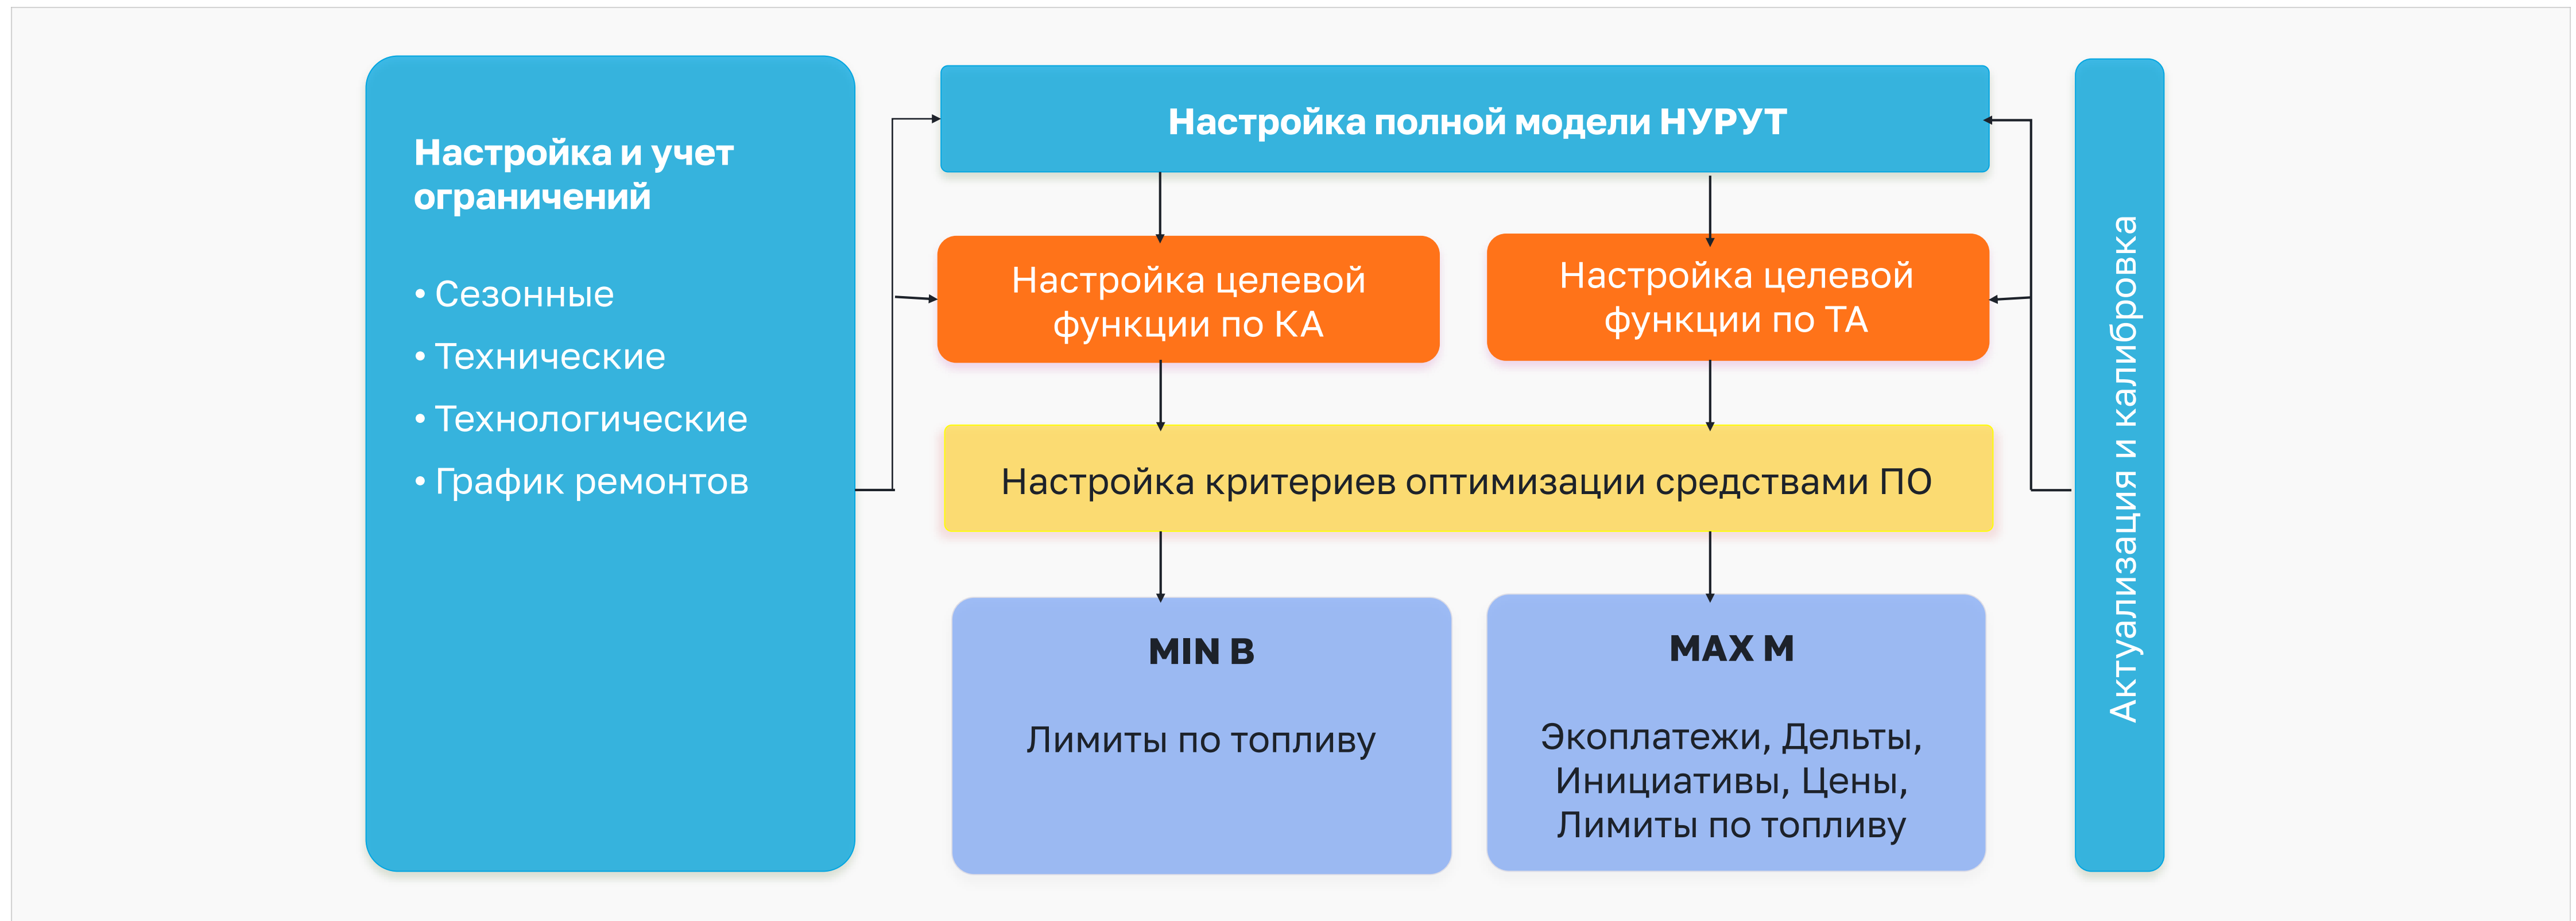 Настройка и учет
ограничений
• Сезонные
• Технические
• Технологические
• График ремонтов
Настройка полной модели НУРУТ
Настройка целевой
функции по КА
Настройка целевой
функции по ТА
Настройка критериев оптимизации средствами ПО
MIN B
Лимиты по топливу
MAX M
Экоплатежи, Дельты,
Инициативы, Цены,
Лимиты по топливу
Актуализация и калибровка